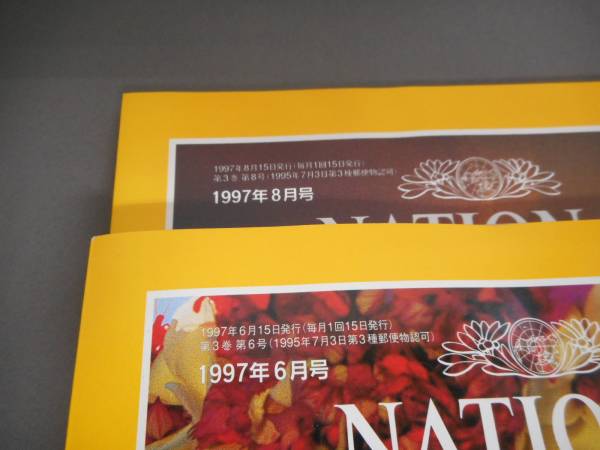 1997年8月15日発行(毎月1回15日発行)
第3巻 第8号(1995年7月3日第3種郵便物認可)
1997年8月号
NATION
1997年6月15日発行(毎月1回15日発行)
第3巻 第6号(1995年7月3日第3種郵便物認可)
1997年6月号
NATION